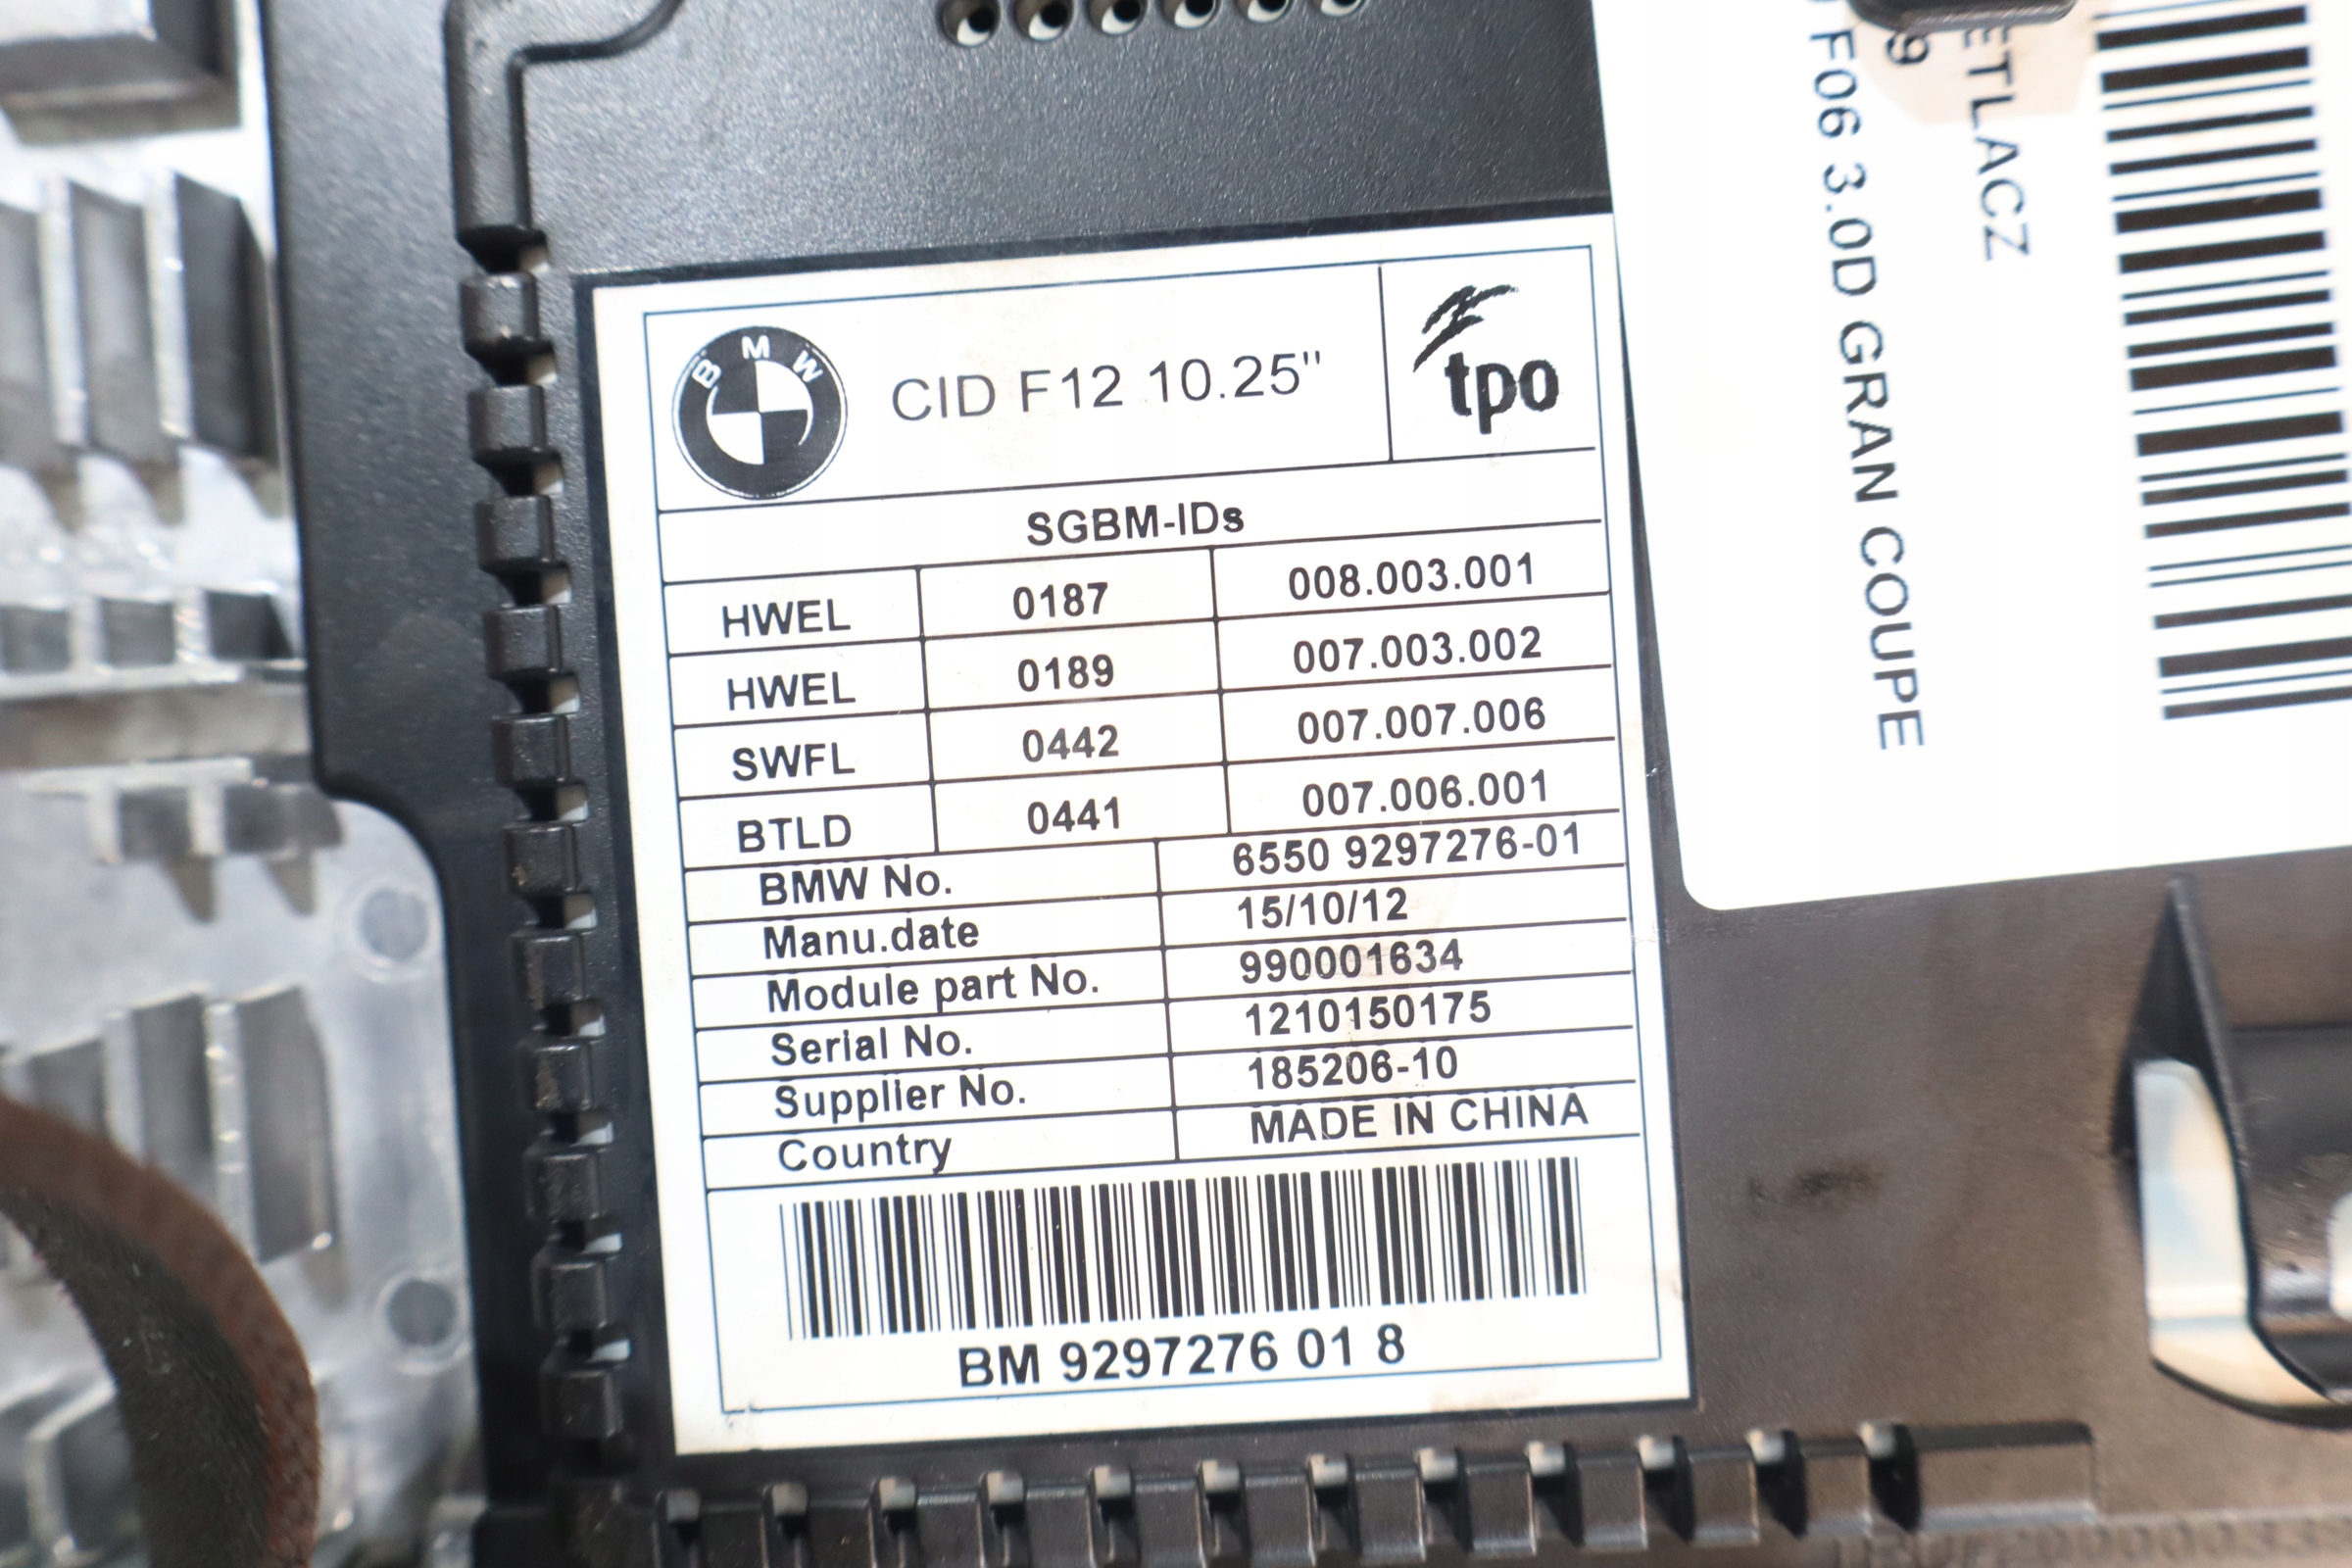 BMW
CID F12 10.25"
tpo
SGBM-IDs
HWEL 0187 008.003.001
HWEL 0189 007.003.002
SWFL 0442 007.007.006
BTLD 0441 007.006.001
BMW No. 6550 9297276-01
Manu.date 15/10/12
Module part No. 990001634
Serial No. 1210150175
Supplier No. 185206-10
Country MADE IN CHINA
BM 9297276 01 8
F06 3.0D GRAN COUPE